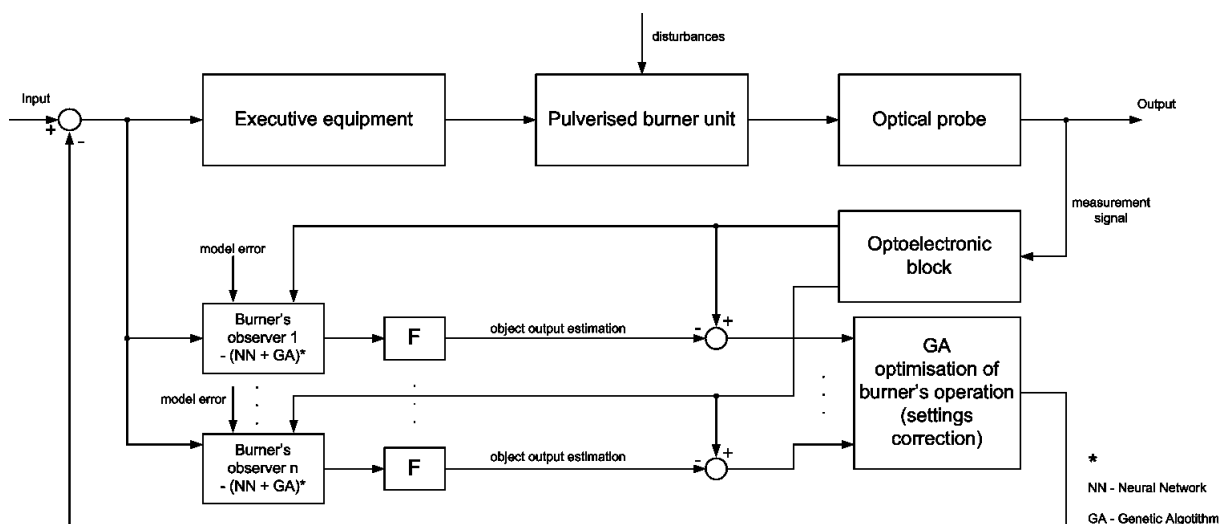 disturbances
Input
+
-
Executive equipment
Pulverised burner unit
Optical probe
Output
measurement
signal
Optoelectronic
block
model error
Burner's
observer 1
- (NN + GA)*
F
object output estimation
-
+
GA
optimisation of
burner's operation
(settings
correction)
model error
Burner's
observer n
- (NN + GA)*
F
object output estimation
-
+
*
NN - Neural Network
GA - Genetic Algotithm